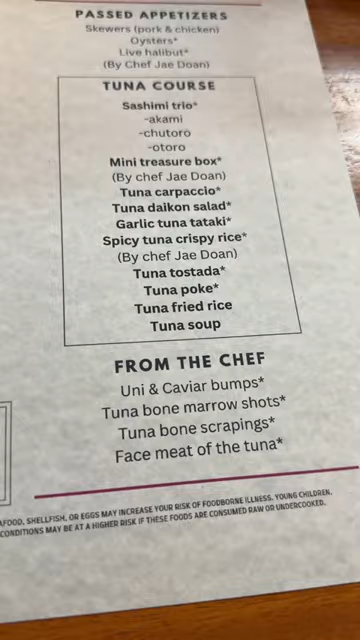 PASSED APPETIZERS
Skewers (pork & chicken)
Oysters*
Live halibut*
(By Chef Jae Doan)
TUNA COURSE
Sashimi trio*
-akami
-chutoro
-otoro
Mini treasure box*
(By chef Jae Doan)
Tuna carpaccio*
Tuna daikon salad*
Garlic tuna tataki*
Spicy tuna crispy rice*
(By chef Jae Doan)
Tuna tostada*
Tuna poke*
Tuna fried rice
Tuna soup
FROM THE CHEF
Uni & Caviar bumps*
Tuna bone marrow shots*
Tuna bone scrapings*
Face meat of the tuna*
AFOOD, SHELLFISH, OR EGGS MAY INCREASE YOUR RISK OF FOODBORNE ILLNESS. YOUNG CHILDREN,
CONDITIONS MAY BE AT A HIGHER RISK IF THESE FOODS ARE CONSUMED RAW OR UNDERCOOKED.